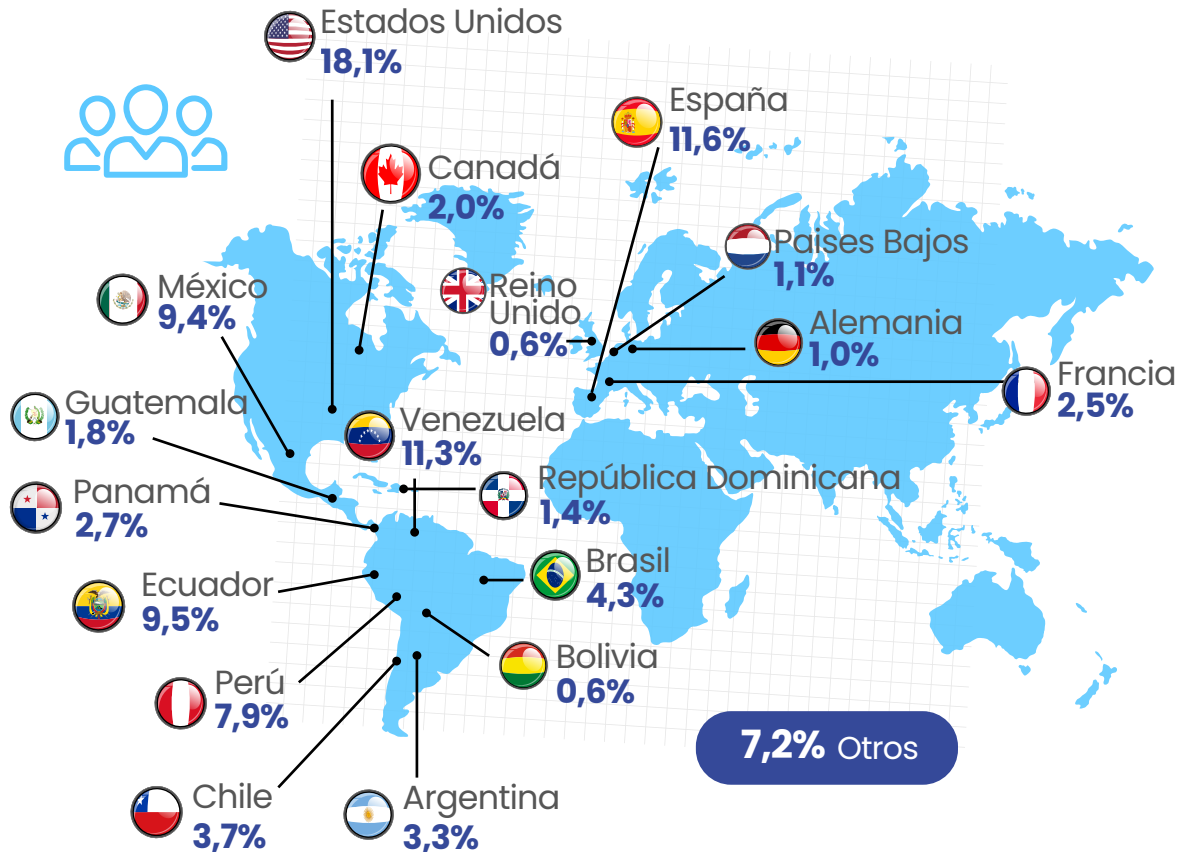 Estados Unidos
18,1%
España
11,6%
Canadá
2,0%
Paises Bajos
1,1%
México
9,4%
Reino
Unido
0,6%
Alemania
1,0%
Francia
2,5%
Guatemala
1,8%
Venezuela
11,3%
República Dominicana
1,4%
Panamá
2,7%
Brasil
4,3%
Ecuador
9,5%
Bolivia
0,6%
Perú
7,9%
7,2% Otros
Chile
3,7%
Argentina
3,3%